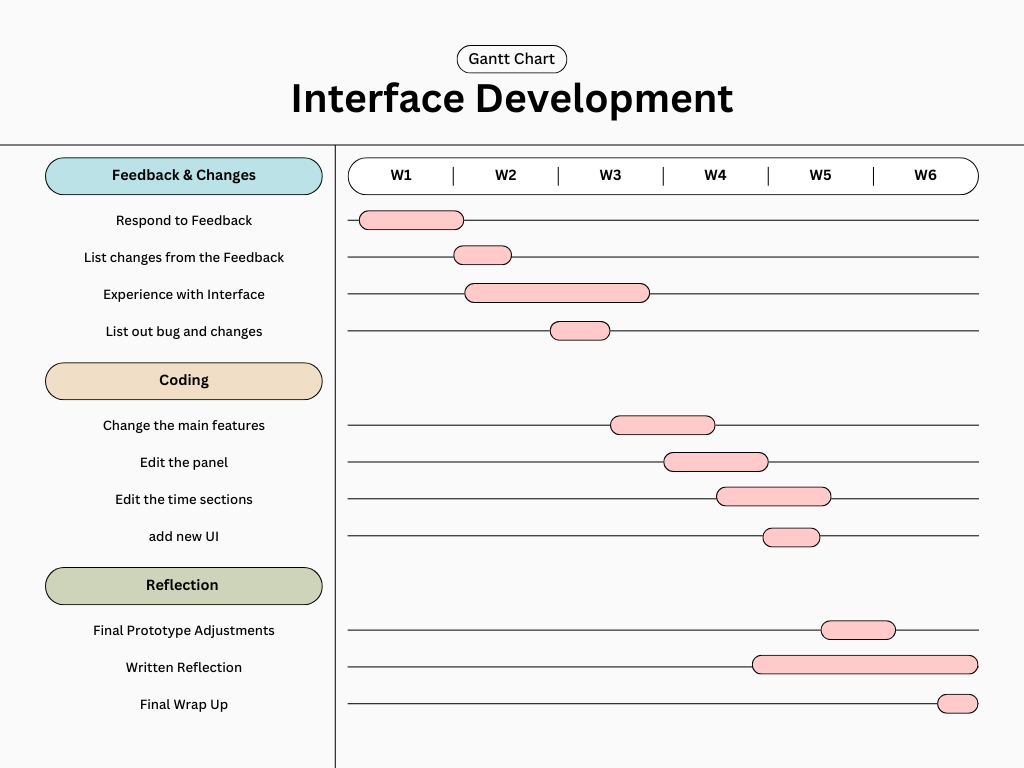 Gantt Chart
Interface Development
Feedback & Changes
W1 W2 W3 W4 W5 W6
Respond to Feedback
List changes from the Feedback
Experience with Interface
List out bug and changes
Coding
Change the main features
Edit the panel
Edit the time sections
add new UI
Reflection
Final Prototype Adjustments
Written Reflection
Final Wrap Up